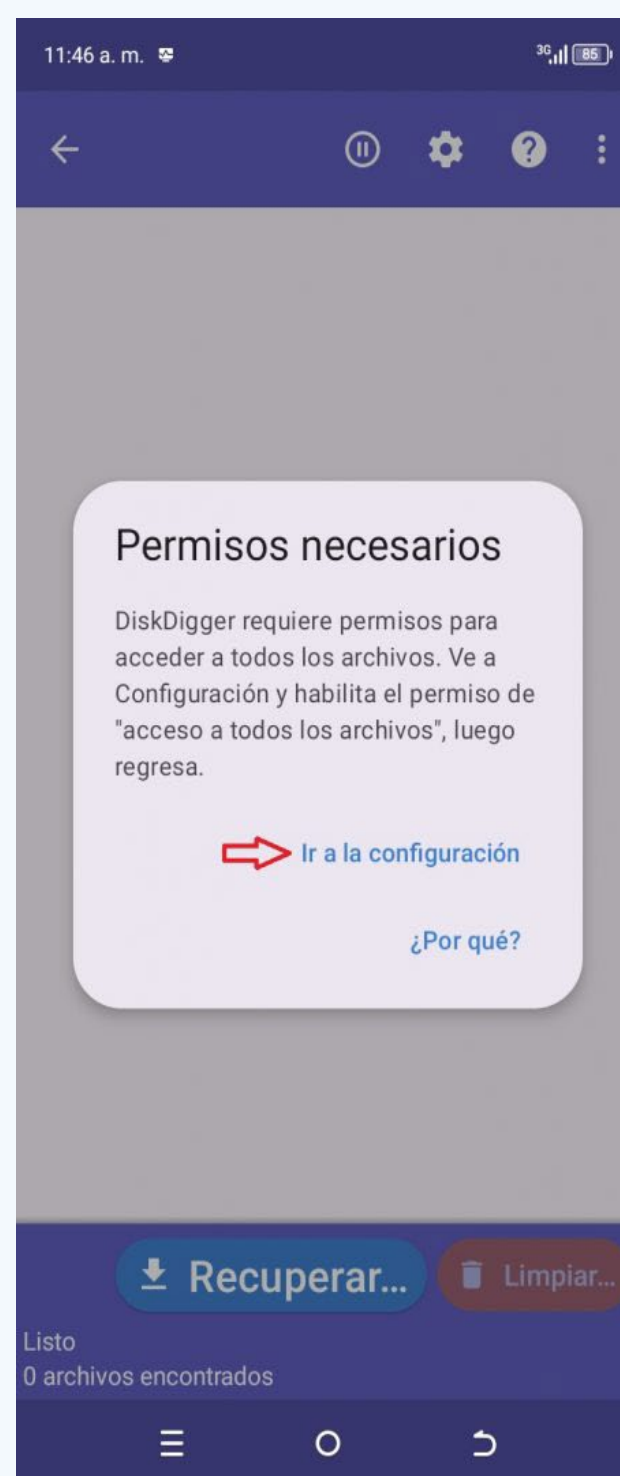 11:46 a. m.
3G 85
Permisos necesarios
DiskDigger requiere permisos para
acceder a todos los archivos. Ve a
Configuración y habilita el permiso de
"acceso a todos los archivos", luego
regresa.
Ir a la configuración
¿Por qué?
Recuperar... Limpiar...
Listo
0 archivos encontrados